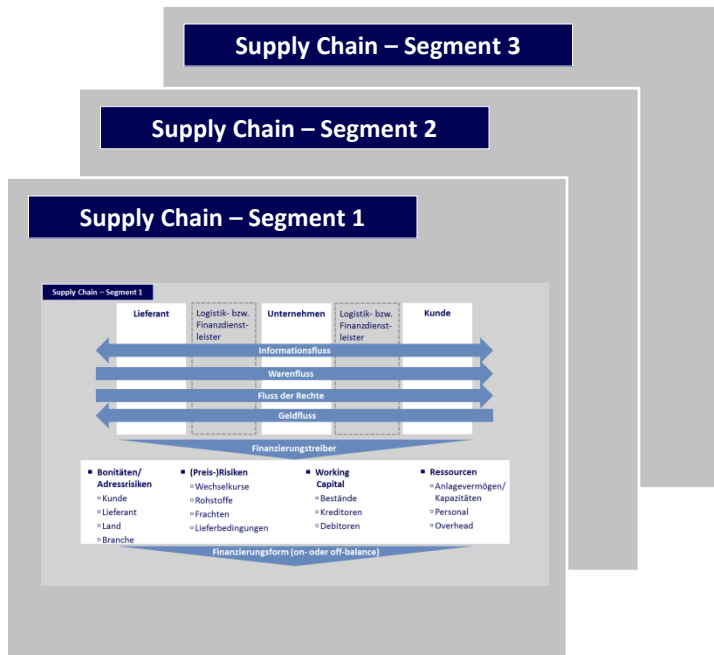 Supply Chain – Segment 3
Supply Chain – Segment 2
Supply Chain – Segment 1
Supply Chain – Segment 1
Lieferant
Logistik- bzw.
Finanzdienst-
leister
Unternehmen
Logistik- bzw.
Finanzdienst-
leister
Kunde
Informationsfluss
Warenfluss
Fluss der Rechte
Geldfluss
Finanzierungstreiber
▪ Bonitäten/
Adressrisiken
▫ Kunde
▫ Lieferant
▫ Land
▫ Branche
▪ (Preis-)Risiken
▫ Wechselkurse
▫ Rohstoffe
▫ Frachten
▫ Lieferbedingungen
▪ Working
Capital
▫ Bestände
▫ Kreditoren
▫ Debitoren
▪ Ressourcen
▫ Anlagevermögen/
Kapazitäten
▫ Personal
▫ Overhead
Finanzierungsform (on- oder off-balance)